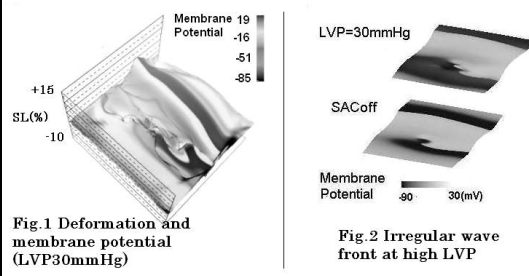 Membrane
Potential
19
-16
-51
-85
+15
SL(%)
-10
Fig.1 Deformation and
membrane potential
(LVP30mmHg)
LVP=30mmHg
SACoff
Membrane
Potential
-90
30(mV)
Fig.2 Irregular wave
front at high LVP